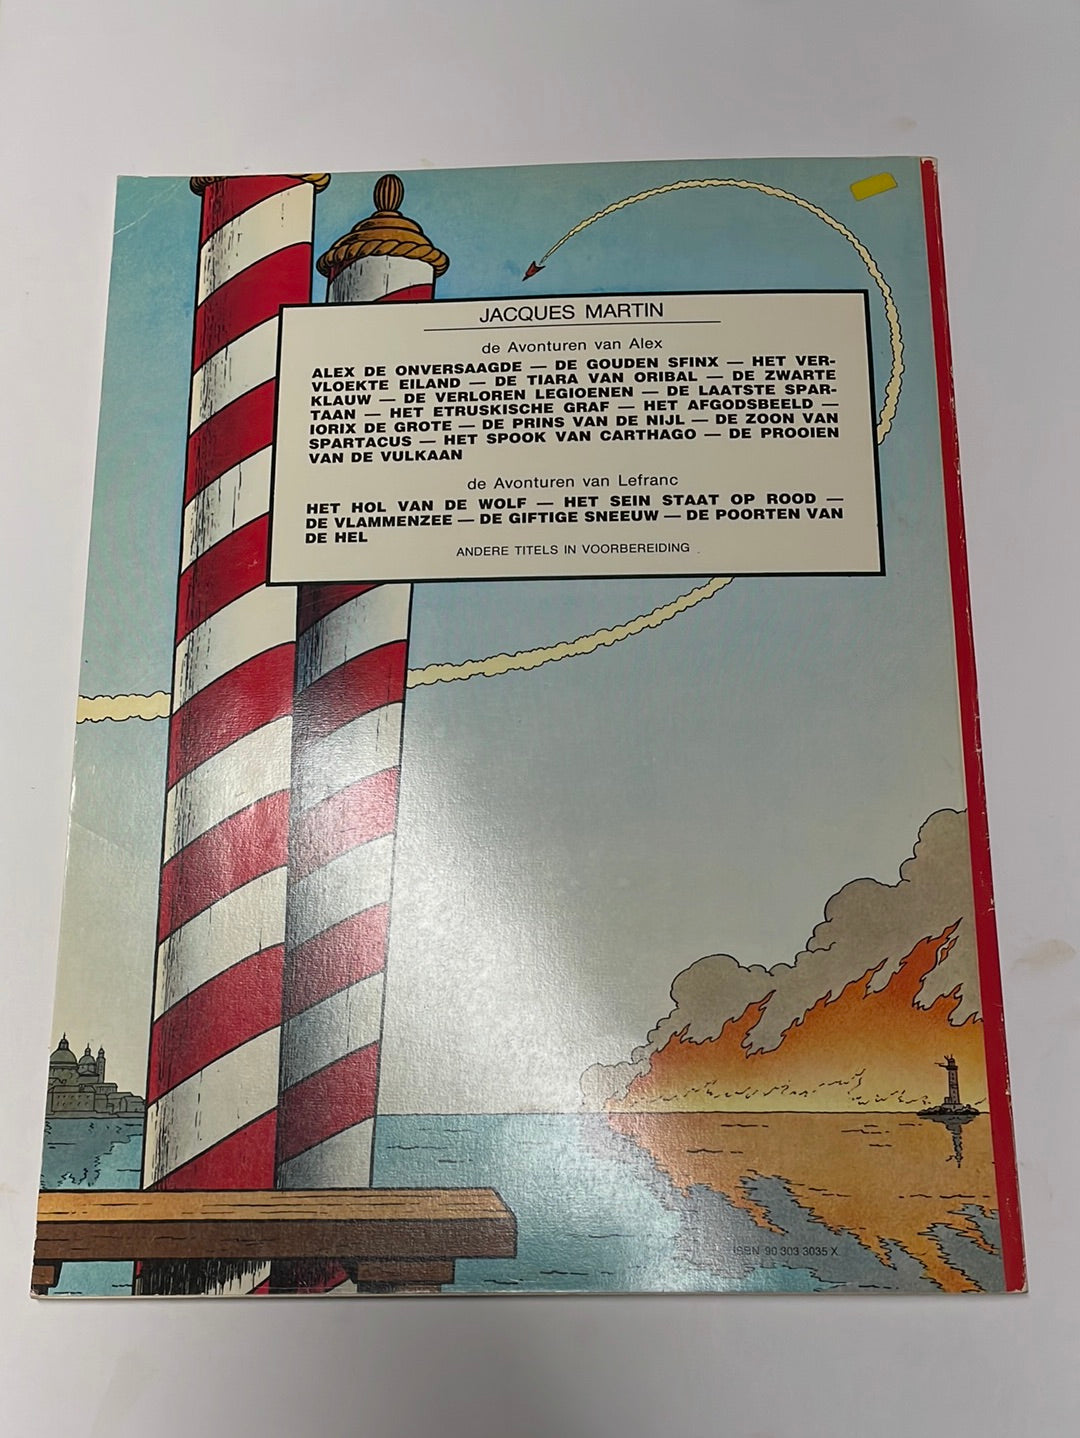 JACQUES MARTIN
de Avonturen van Alex
ALEX DE ONVERSAAGDE — DE GOUDEN SFINX — HET VER-
VLOEKTE EILAND — DE TIARA VAN ORIBAL — DE ZWARTE
KLAUW — DE VERLOREN LEGIOENEN — DE LAATSTE SPAR-
TAAN — HET ETRUSKISCHE GRAF — HET AFGODSBEELD —
IORIX DE GROTE — DE PRINS VAN DE NIJL — DE ZOON VAN
SPARTACUS — HET SPOOK VAN CARTHAGO — DE PROOIEN
VAN DE VULKAAN
de Avonturen van Lefranc
HET HOL VAN DE WOLF — HET SEIN STAAT OP ROOD —
DE VLAMMENZEE — DE GIFTIGE SNEEUW — DE POORTEN VAN
DE HEL
ANDERE TITELS IN VOORBEREIDING
ISBN 90 303 3035 X